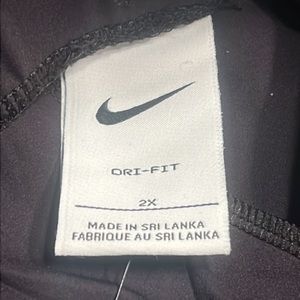 DRI-FIT
2X
MADE IN SRI LANKA
FABRIQUE AU SRI LANKA